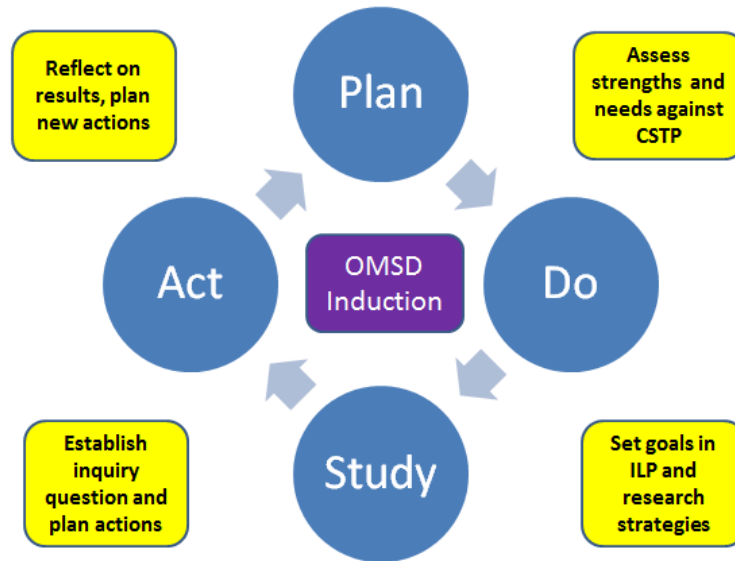 Reflect on
results, plan
new actions
Plan
Assess
strengths and
needs against
CSTP
Act
OMSD
Induction
Do
Establish
inquiry
question and
plan actions
Study
Set goals in
ILP and
research
strategies